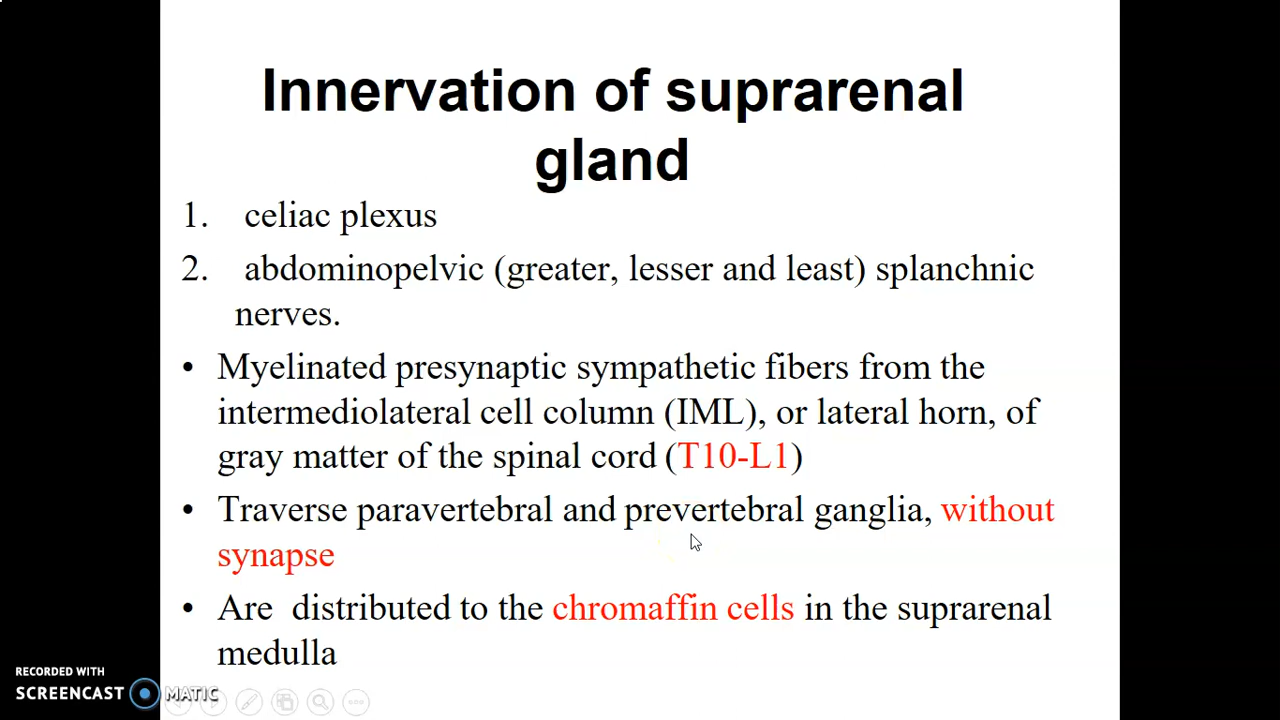 Innervation of suprarenal
gland
1. celiac plexus
2. abdominopelvic (greater, lesser and least) splanchnic
nerves.
• Myelinated presynaptic sympathetic fibers from the
intermediolateral cell column (IML), or lateral horn, of
gray matter of the spinal cord (T10-L1)
• Traverse paravertebral and prevertebral ganglia, without
synapse
• Are distributed to the chromaffin cells in the suprarenal
medulla
RECORDED WITH
SCREENCAST MATIC